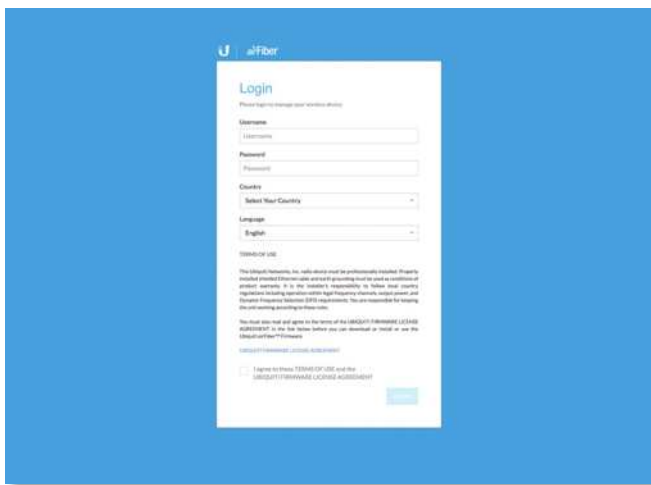 airFiber
Login
Please login to manage your wireless device
Username
Username
Password
Password
Country
Select Your Country
Language
English
TERMS OF USE
This Ubiquiti Networks, Inc. radio device must be professionally installed. Properly
installed shielded Ethernet cable and earth grounding must be used as conditions of
product warranty. It is the installer's responsibility to follow local country
regulations including operation within legal frequency channels, output power, and
Dynamic Frequency Selection (DFS) requirements. You are responsible for keeping
the unit working according to these rules.
You must also read and agree to the terms of the UBIQUITI FIRMWARE LICENSE
AGREEMENT in the link below before you can download or install or use the
Ubiquiti airFiber™ Firmware.
UBIQUITI FIRMWARE LICENSE AGREEMENT
I agree to these TERMS OF USE and the
UBIQUITI FIRMWARE LICENSE AGREEMENT